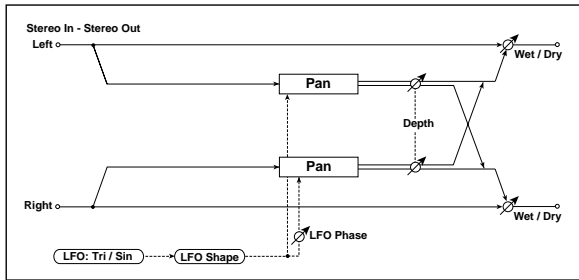 Stereo In - Stereo Out
Left
Wet / Dry
Pan
Depth
Pan
Right
Wet / Dry
LFO Phase
LFO: Tri / Sin
LFO Shape